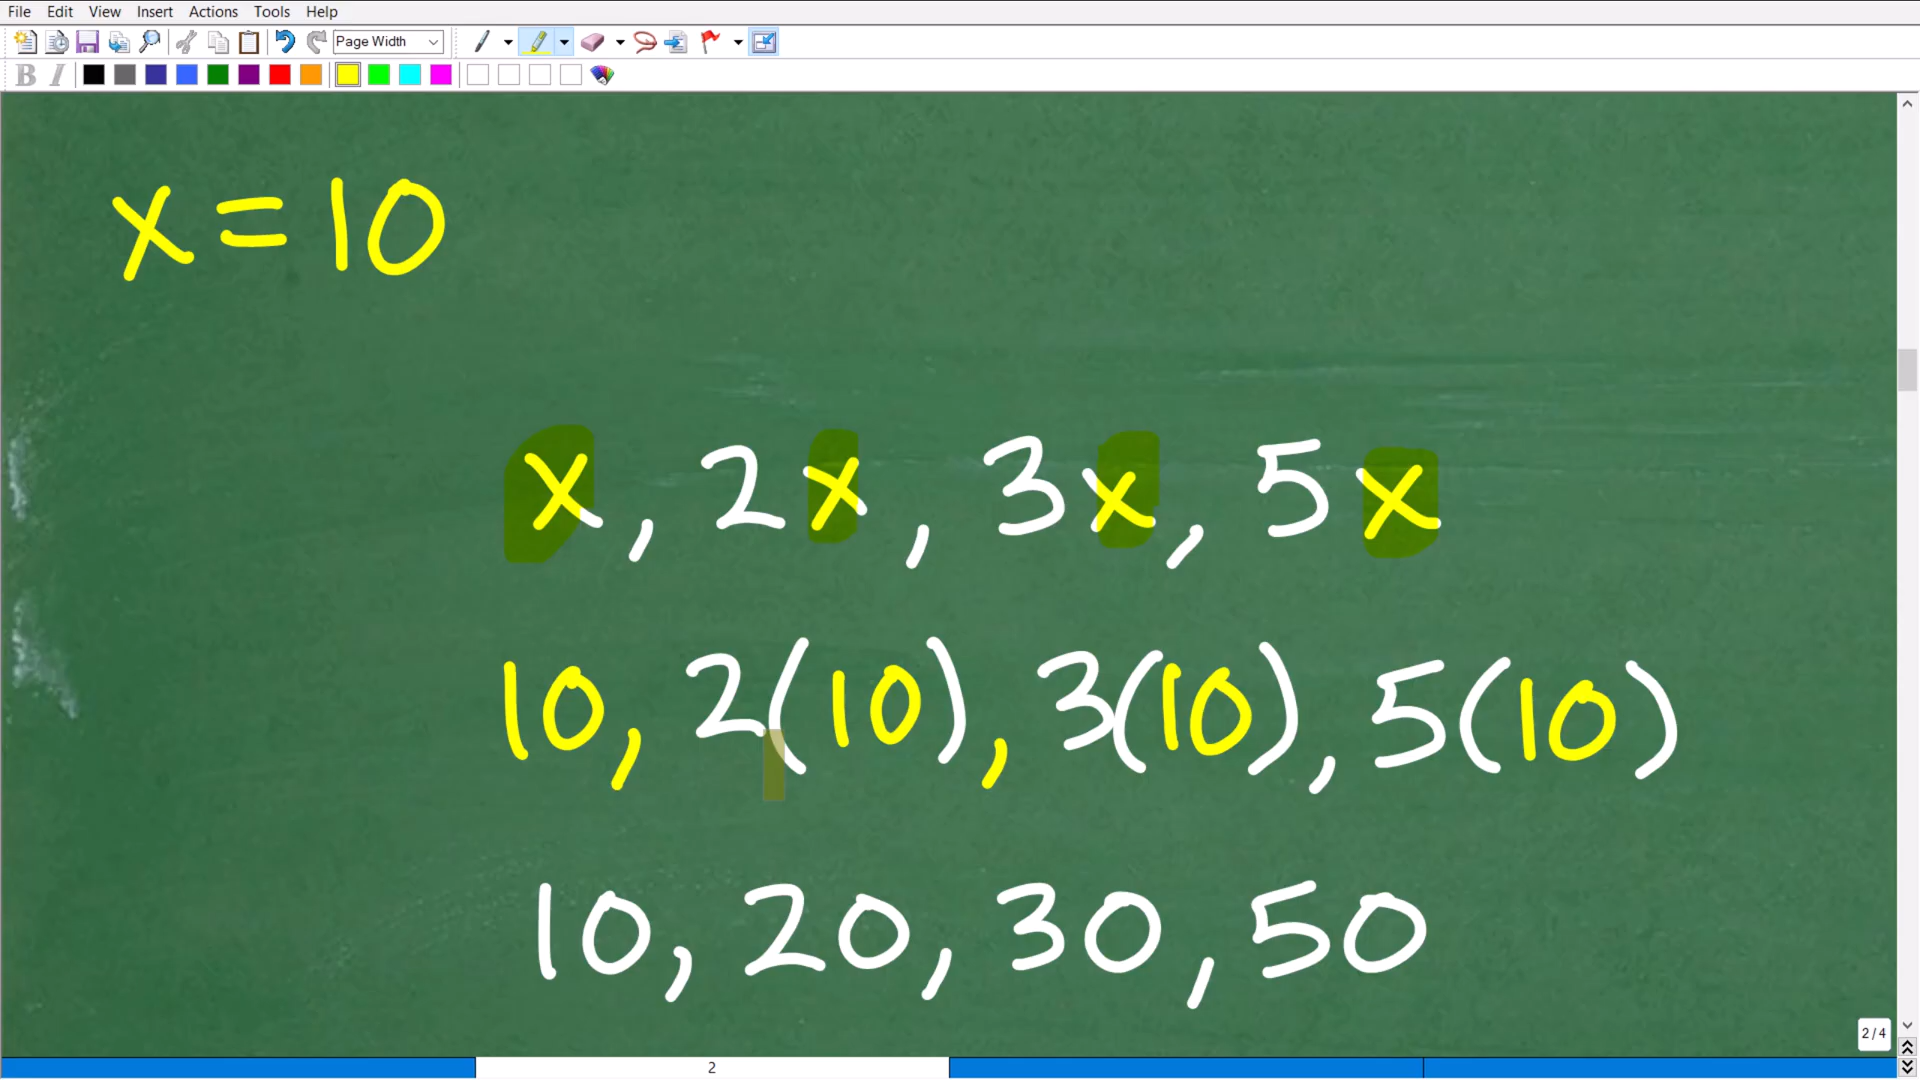 File Edit View Insert Actions Tools Help
Page Width
B I
x = 10
x, 2x, 3x, 5x
10, 2(10), 3(10), 5(10)
10, 20, 30, 50
2 / 4
2